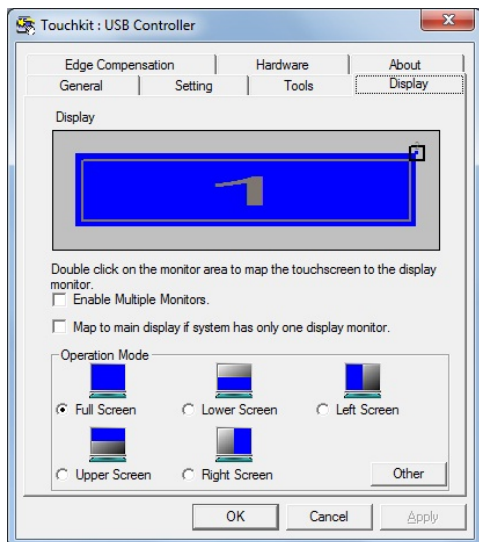 Touchkit : USB Controller
Edge Compensation Hardware About
General Setting Tools Display
Display
1
Double click on the monitor area to map the touchscreen to the display
monitor.
Enable Multiple Monitors.
Map to main display if system has only one display monitor.
Operation Mode
Full Screen Lower Screen Left Screen
Upper Screen Right Screen Other
OK Cancel Apply